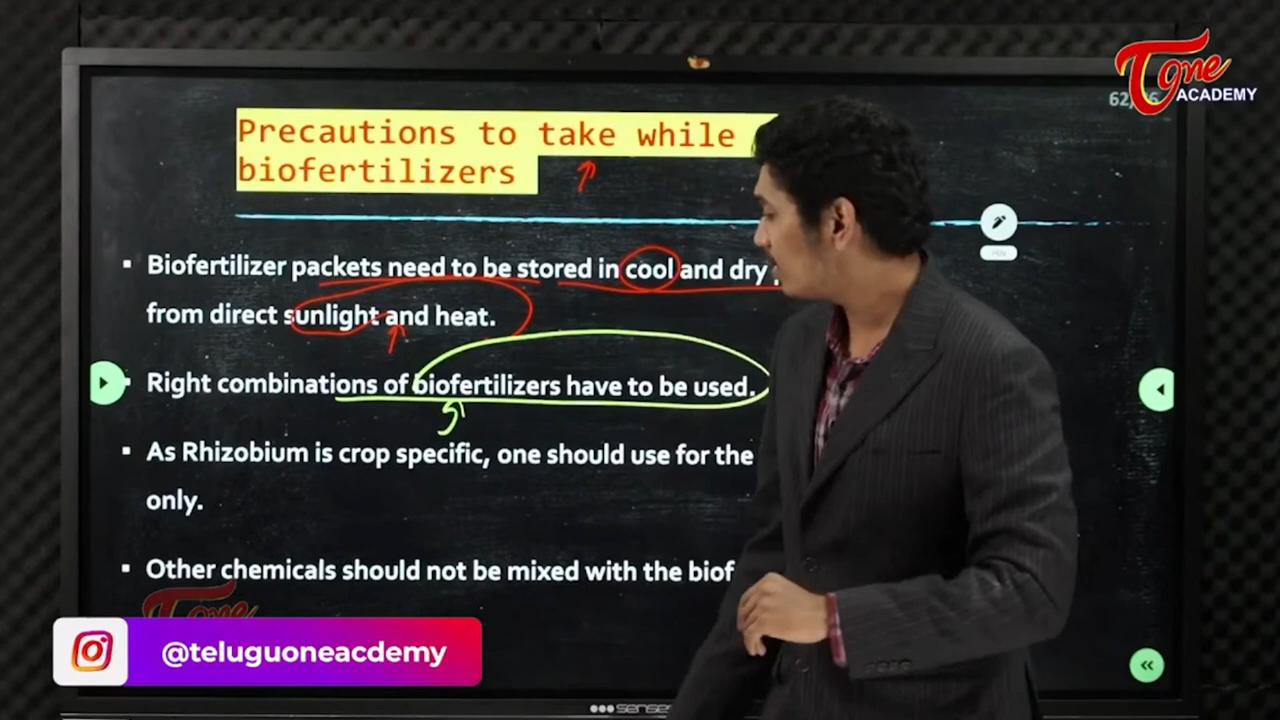 Tone
ACADEMY
Precautions to take while
biofertilizers
Biofertilizer packets need to be stored in cool and dry
from direct sunlight and heat.
Right combinations of biofertilizers have to be used.
As Rhizobium is crop specific, one should use for the
only.
Other chemicals should not be mixed with the biof
Tone
@teluguoneacdemy